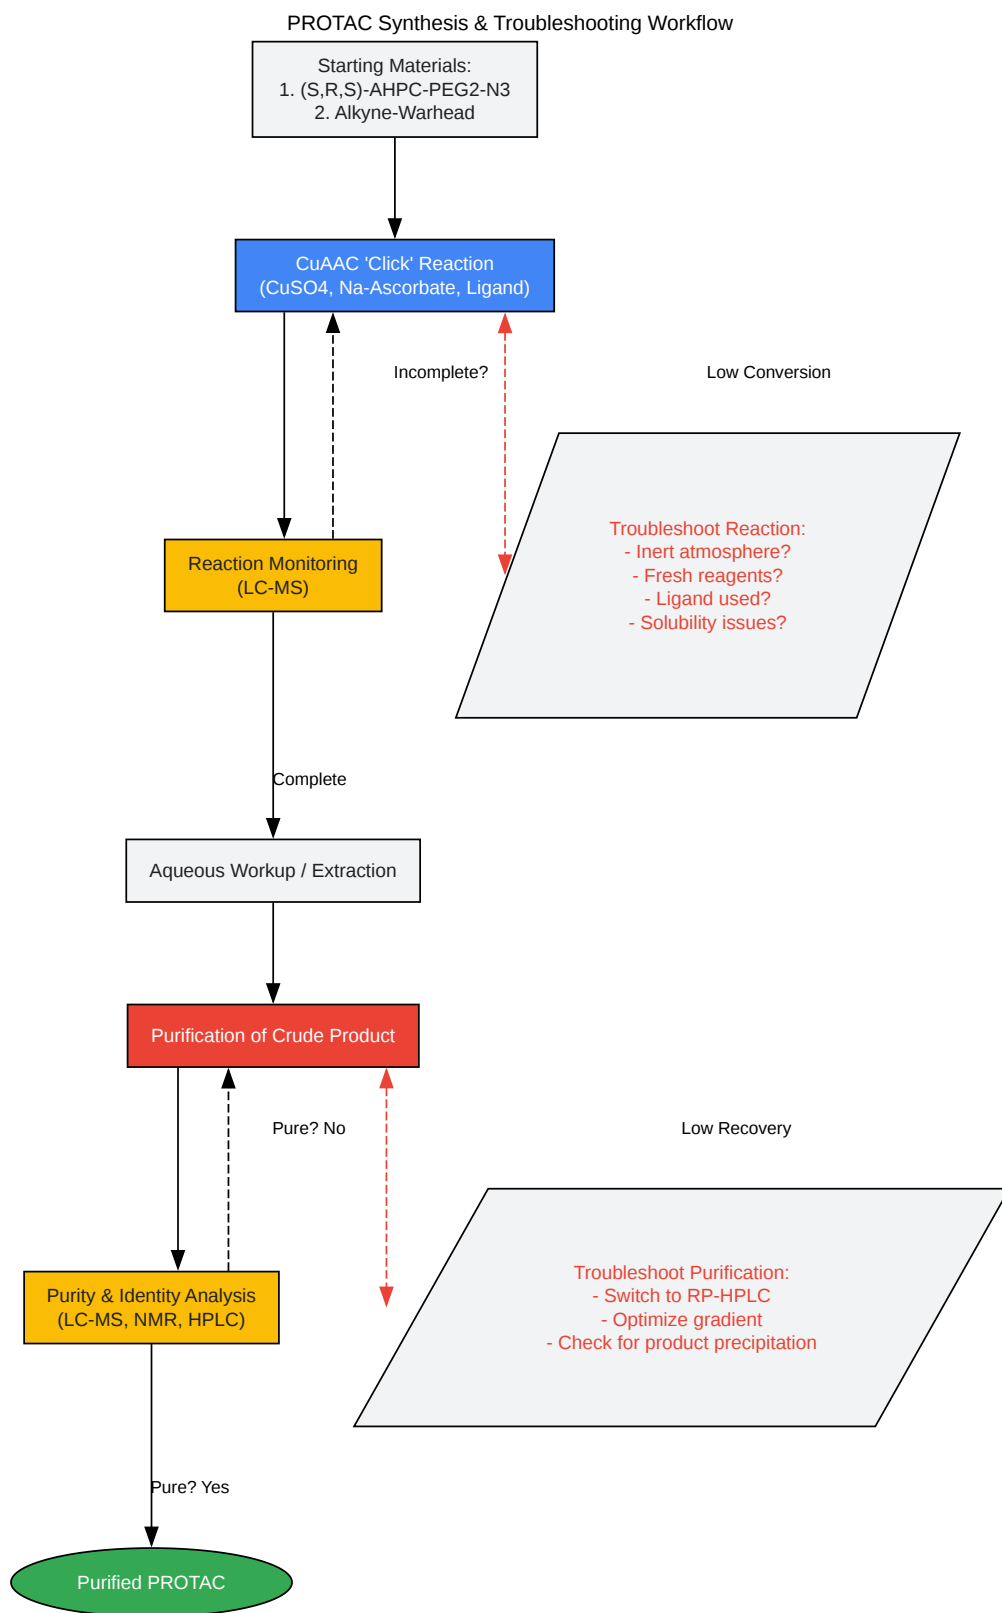 PROTAC Synthesis & Troubleshooting Workflow
Starting Materials:
1. (S,R,S)-AHPC-PEG2-N3
2. Alkyne-Warhead
CuAAC 'Click' Reaction
(CuSO4, Na-Ascorbate, Ligand)
Incomplete?
Low Conversion
Troubleshoot Reaction:
- Inert atmosphere?
- Fresh reagents?
- Ligand used?
- Solubility issues?
Reaction Monitoring
(LC-MS)
Complete
Aqueous Workup / Extraction
Purification of Crude Product
Pure? No
Low Recovery
Troubleshoot Purification:
- Switch to RP-HPLC
- Optimize gradient
- Check for product precipitation
Purity & Identity Analysis
(LC-MS, NMR, HPLC)
Pure? Yes
Purified PROTAC